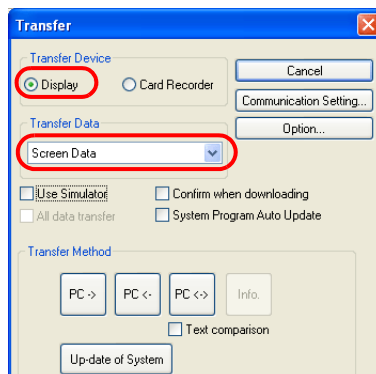 Transfer
Transfer Device
Display
Card Recorder
Cancel
Communication Setting...
Option...
Transfer Data
Screen Data
Use Simulator
Confirm when downloading
All data transfer
System Program Auto Update
Transfer Method
PC ->
PC <-
PC <->
Info.
Text comparison
Up-date of System